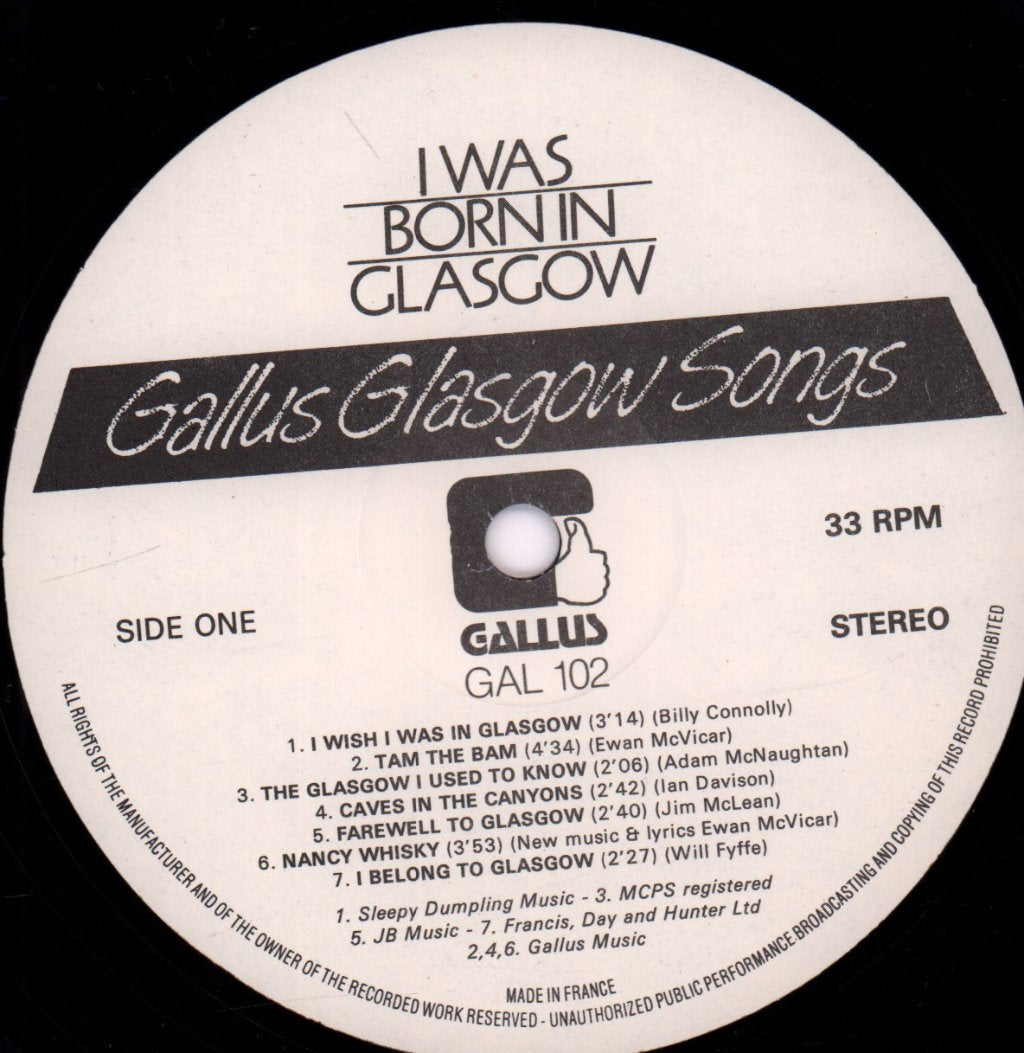 I WAS
BORN IN
GLASGOW
Gallus Glasgow Songs
33 RPM
SIDE ONE
STEREO
GALLUS
GAL 102
1. I WISH I WAS IN GLASGOW (3'14) (Billy Connolly)
2. TAM THE BAM (4'34) (Ewan McVicar)
3. THE GLASGOW I USED TO KNOW (2'06) (Adam McNaughtan)
4. CAVES IN THE CANYONS (2'42) (Ian Davison)
5. FAREWELL TO GLASGOW (2'40) (Jim McLean)
6. NANCY WHISKY (3'53) (New music & lyrics Ewan McVicar)
7. I BELONG TO GLASGOW (2'27) (Will Fyffe)
1. Sleepy Dumpling Music - 3. MCPS registered
5. JB Music - 7. Francis, Day and Hunter Ltd
2,4,6. Gallus Music
MADE IN FRANCE
ALL RIGHTS OF THE MANUFACTURER AND OF THE OWNER OF THE RECORDED WORK RESERVED - UNAUTHORIZED PUBLIC PERFORMANCE-BROADCASTING AND COPYING OF THIS RECORD PROHIBITED